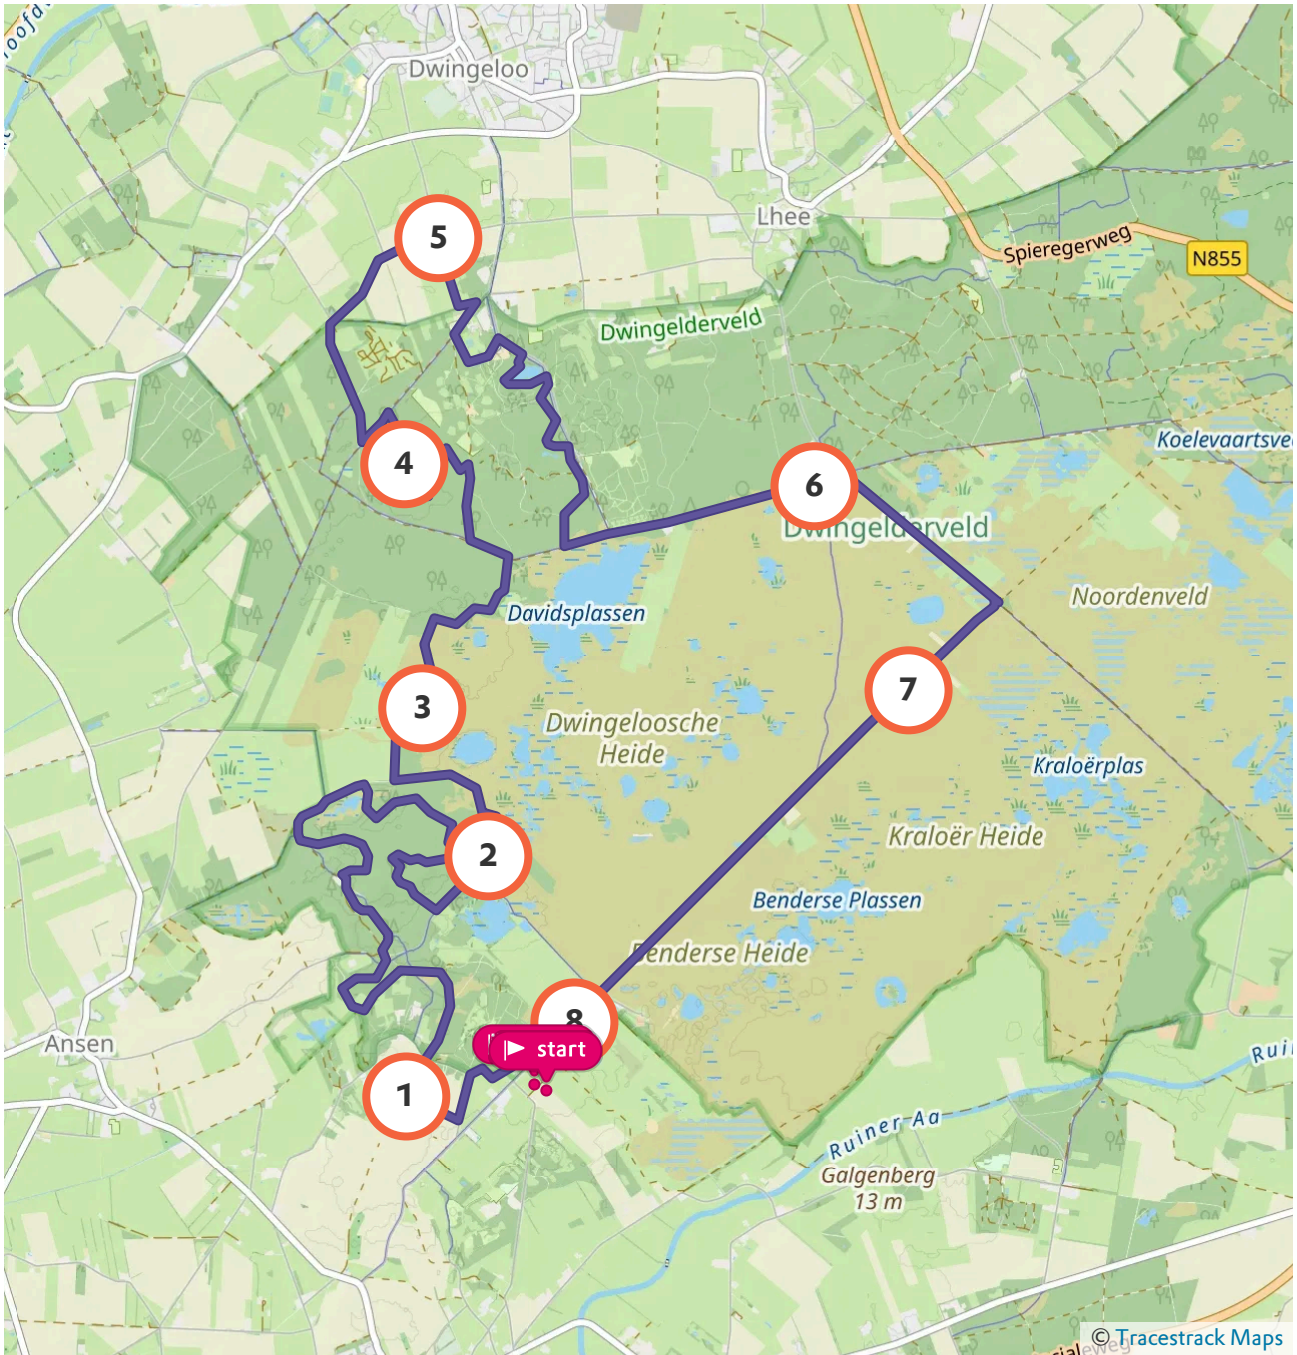 Dwingeloo
5
Lhee
Spieregerweg
N855
Dwingelderveld
Koelevaartsve
4
6
Dwingelderveld
Noordenveld
Davidsplassen
3
7
Dwingeloosche
Heide
Kraloërplas
Kraloër Heide
2
Benderse Plassen
Benderse Heide
8
Ansen
start
Rui
1
Ruiner Aa
Galgenberg
13 m
© Tracestrack Maps